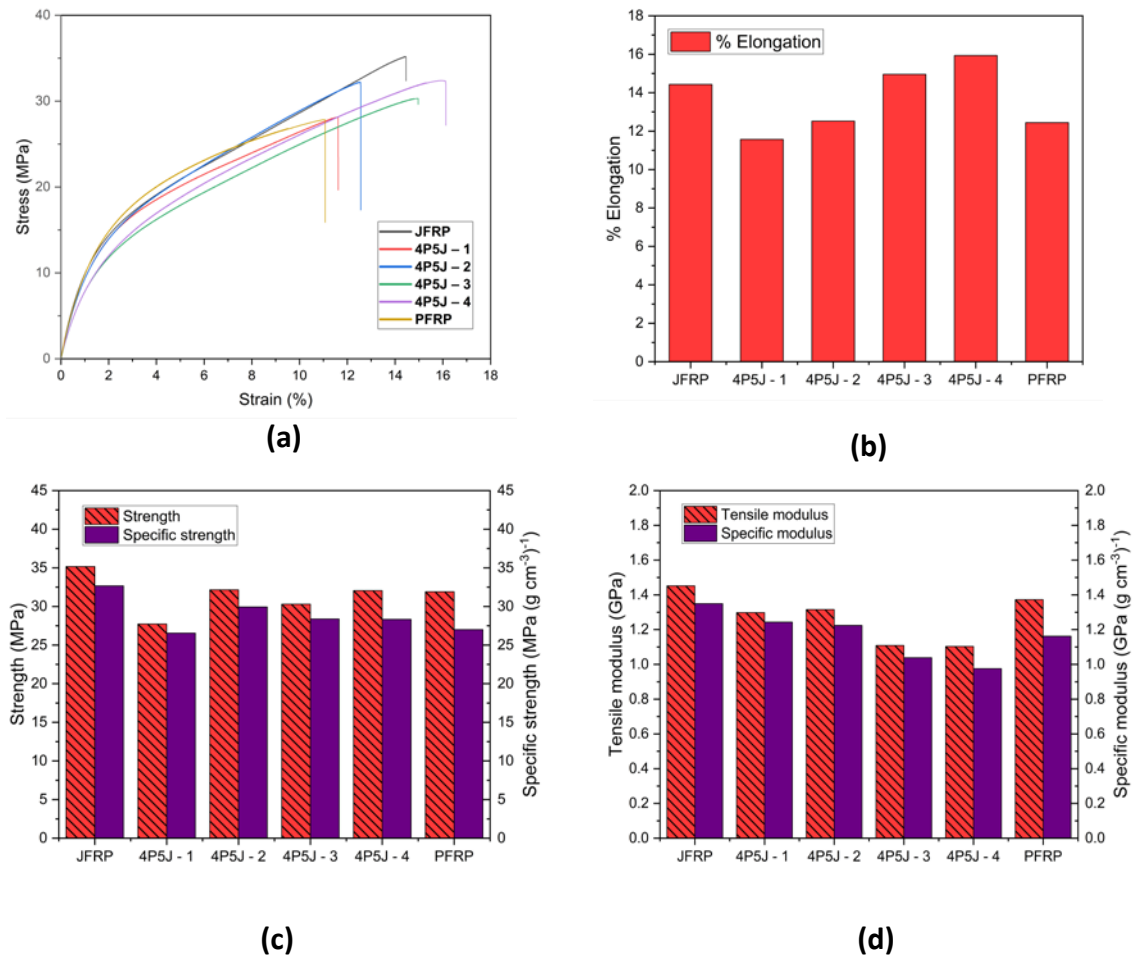 40
30
20
10
0
Stress (MPa)
0 2 4 6 8 10 12 14 16 18
Strain (%)
JFRP
4P5J – 1
4P5J – 2
4P5J – 3
4P5J – 4
PFRP
(a)
18
16
14
12
10
8
6
4
2
0
% Elongation
% Elongation
JFRP 4P5J - 1 4P5J - 2 4P5J - 3 4P5J - 4 PFRP
(b)
45
40
35
30
25
20
15
10
5
0
Strength (MPa)
Strength
Specific strength
JFRP 4P5J - 1 4P5J - 2 4P5J - 3 4P5J - 4 PFRP
45
40
35
30
25
20
15
10
5
0
Specific strength (MPa (g cm⁻³)⁻¹)
(c)
2.0
1.8
1.6
1.4
1.2
1.0
0.8
0.6
0.4
0.2
0.0
Tensile modulus (GPa)
Tensile modulus
Specific modulus
JFRP 4P5J - 1 4P5J - 2 4P5J - 3 4P5J - 4 PFRP
2.0
1.8
1.6
1.4
1.2
1.0
0.8
0.6
0.4
0.2
0.0
Specific modulus (GPa (g cm⁻³)⁻¹
(d)